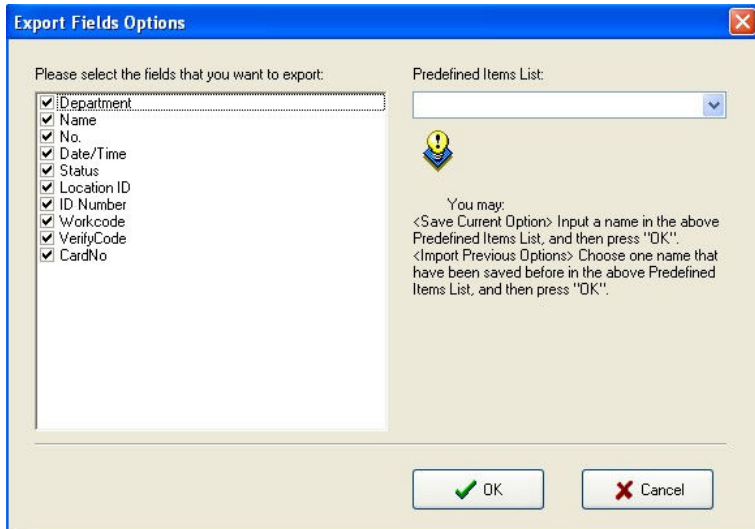 Export Fields Options
Please select the fields that you want to export:
Department
Name
No.
Date/Time
Status
Location ID
ID Number
Workcode
VerifyCode
CardNo
Predefined Items List:
You may:
<Save Current Option> Input a name in the above
Predefined Items List, and then press "OK".
<Import Previous Options> Choose one name that
have been saved before in the above Predefined
Items List, and then press "OK".
OK
Cancel